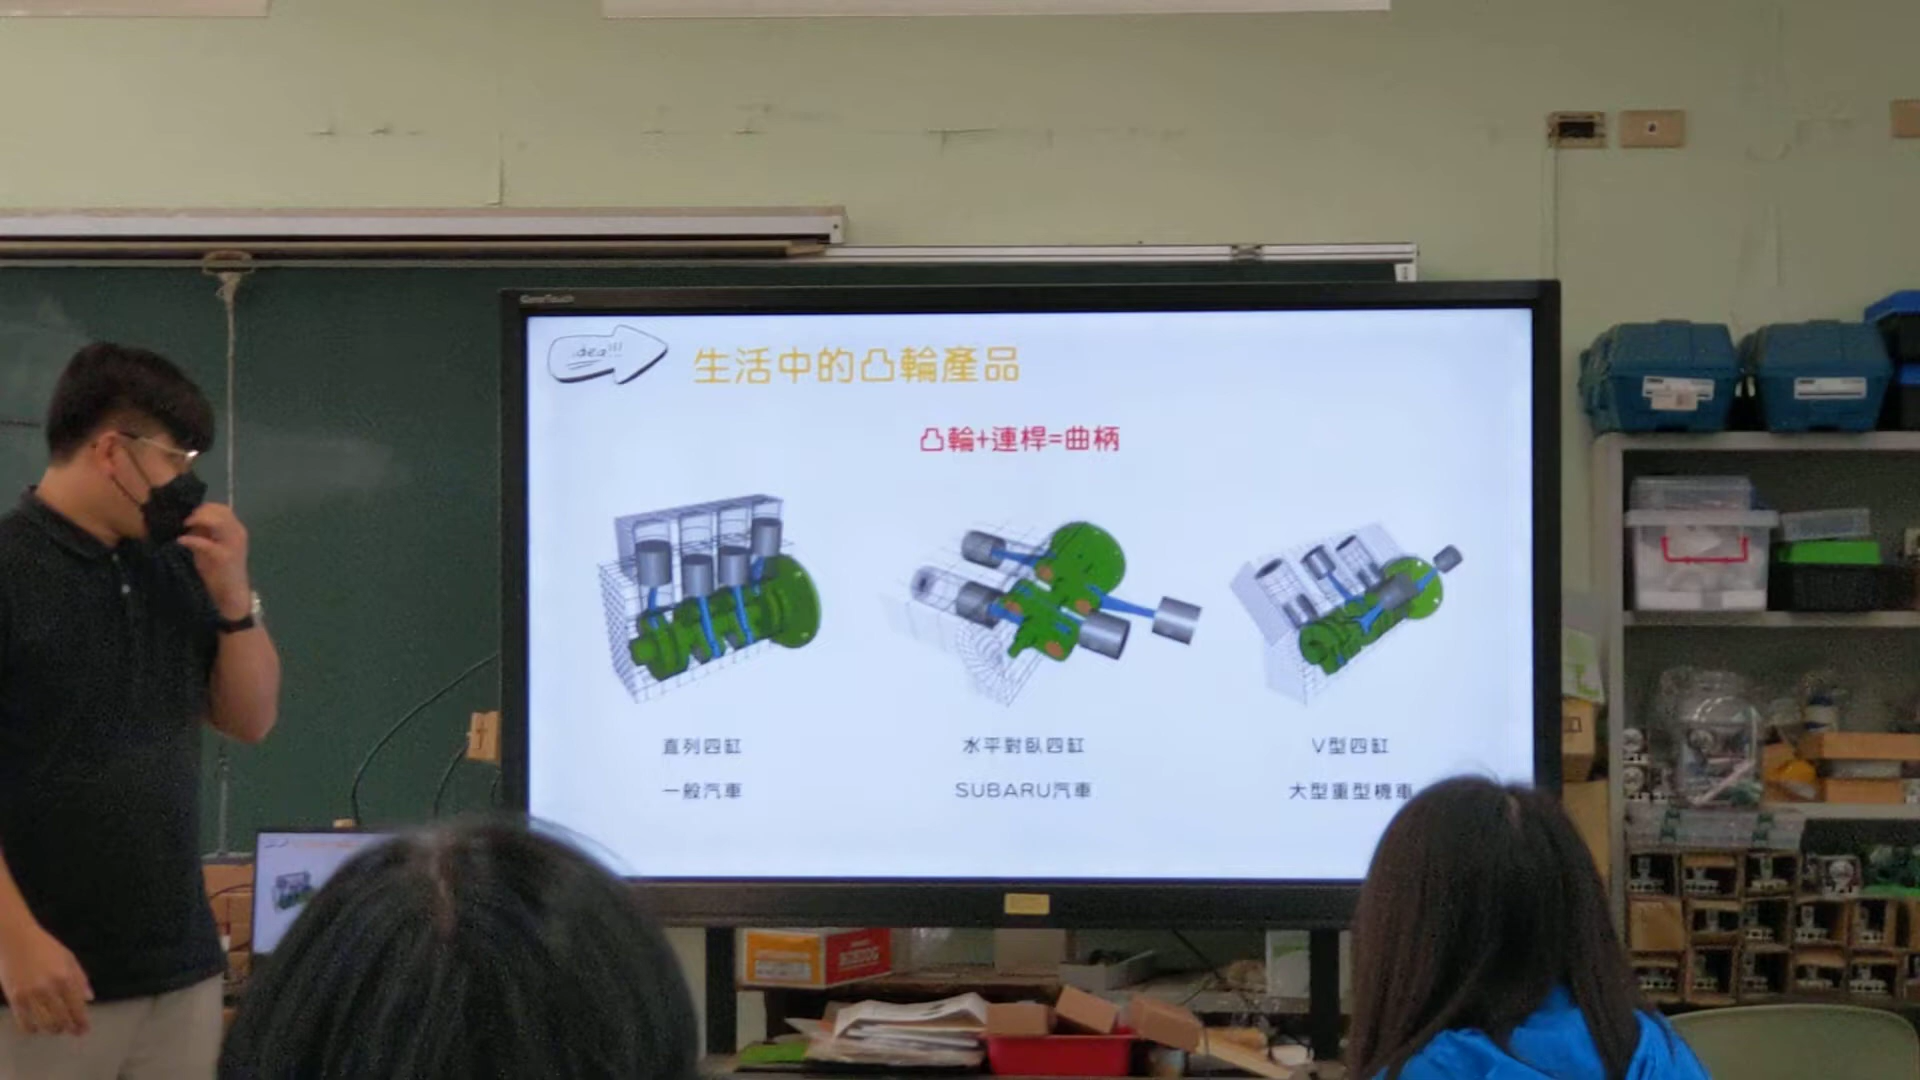 idea!!!
生活中的凸輪產品
凸輪+連桿=曲柄
直列四缸
水平對臥四缸
V型四缸
一般汽車
SUBARU汽車
大型重型機車